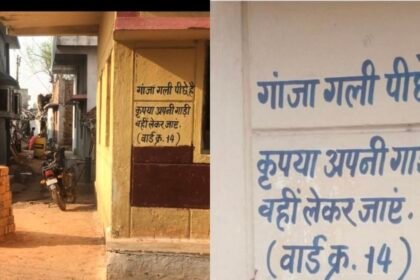 गांजा गली पीछे है
कृपया अपनी गाड़ी
वहीं लेकर जाएं.
(वार्ड क्र. 14)
गांजा गली पीछे
कृपया अपनी गाड़
वहीं लेकर जाएं.
(वार्ड क्र. 14)